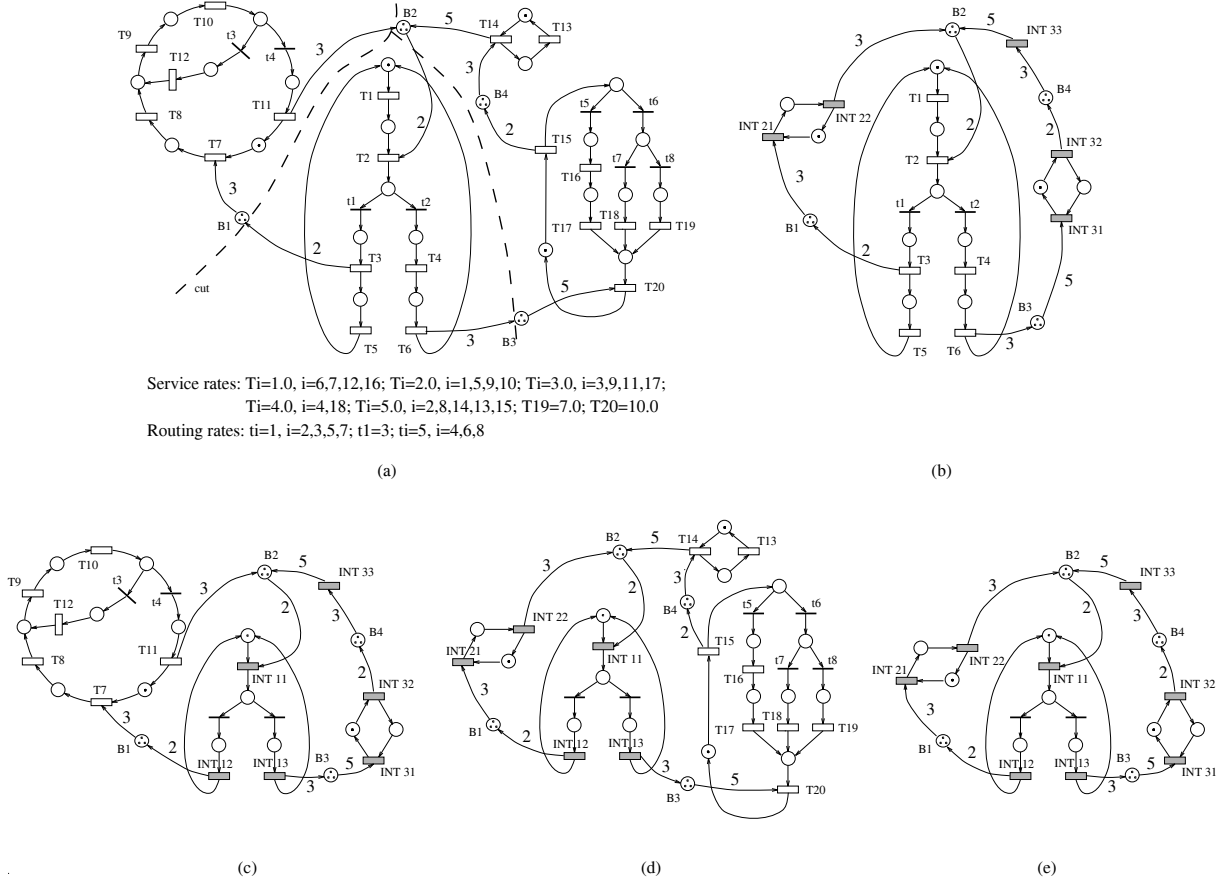 T10
B2
5
T14
T13
T9
t3
t4
3
T12
3
B4
T1
T8
T11
2
t5
t6
T15
T7
T2
2
t7
t8
T16
3
t1
t2
T18
B1
T17
T19
2
T3
T4
cut
5
T20
T5
T6
3
B3
Service rates: Ti=1.0, i=6,7,12,16; Ti=2.0, i=1,5,9,10; Ti=3.0, i=3,9,11,17;
Ti=4.0, i=4,18; Ti=5.0, i=2,8,14,13,15; T19=7.0; T20=10.0
Routing rates: ti=1, i=2,3,5,7; t1=3; ti=5, i=4,6,8
(a)
B2
5
INT 33
3
3
B4
T1
INT 22
2
INT 21
2
INT 32
T2
3
t1
t2
INT 31
B1
2
T3
T4
5
B3
T5
T6
3
(b)
B2
5
INT 33
T10
T9
t3
t4
3
2
3
T12
B4
T8
T11
INT 11
2
INT 32
T7
3
B1
2
INT 12
INT 13
B3
5
INT 31
3
(c)
B2
5
T14
T13
3
3
2
B4
t5
t6
INT 22
INT 21
INT 11
2
T15
t7
t8
T16
3
B1
2
INT 12
INT 13
T17
T18
T19
3
5
B3
T20
(d)
B2
5
INT 33
3
2
3
B4
INT 22
INT 21
INT 11
2
INT 32
3
B1
2
INT 12
INT 13
B3
5
INT 31
3
(e)